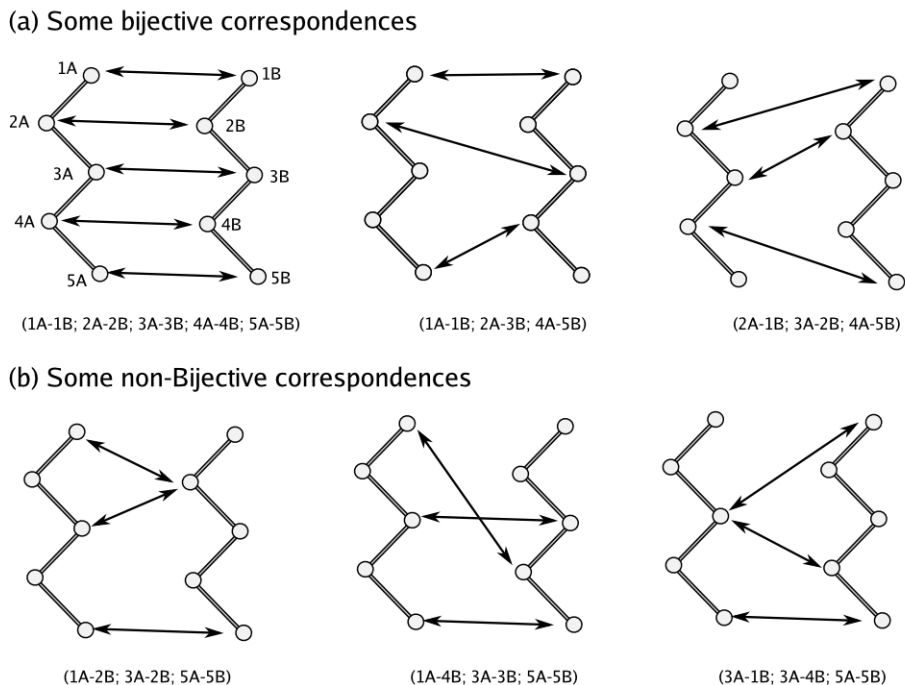 (a) Some bijective correspondences
1A 1B
2A 2B
3A 3B
4A 4B
5A 5B
(1A-1B; 2A-2B; 3A-3B; 4A-4B; 5A-5B) (1A-1B; 2A-3B; 4A-5B) (2A-1B; 3A-2B; 4A-5B)
(b) Some non-Bijective correspondences
(1A-2B; 3A-2B; 5A-5B) (1A-4B; 3A-3B; 5A-5B) (3A-1B; 3A-4B; 5A-5B)